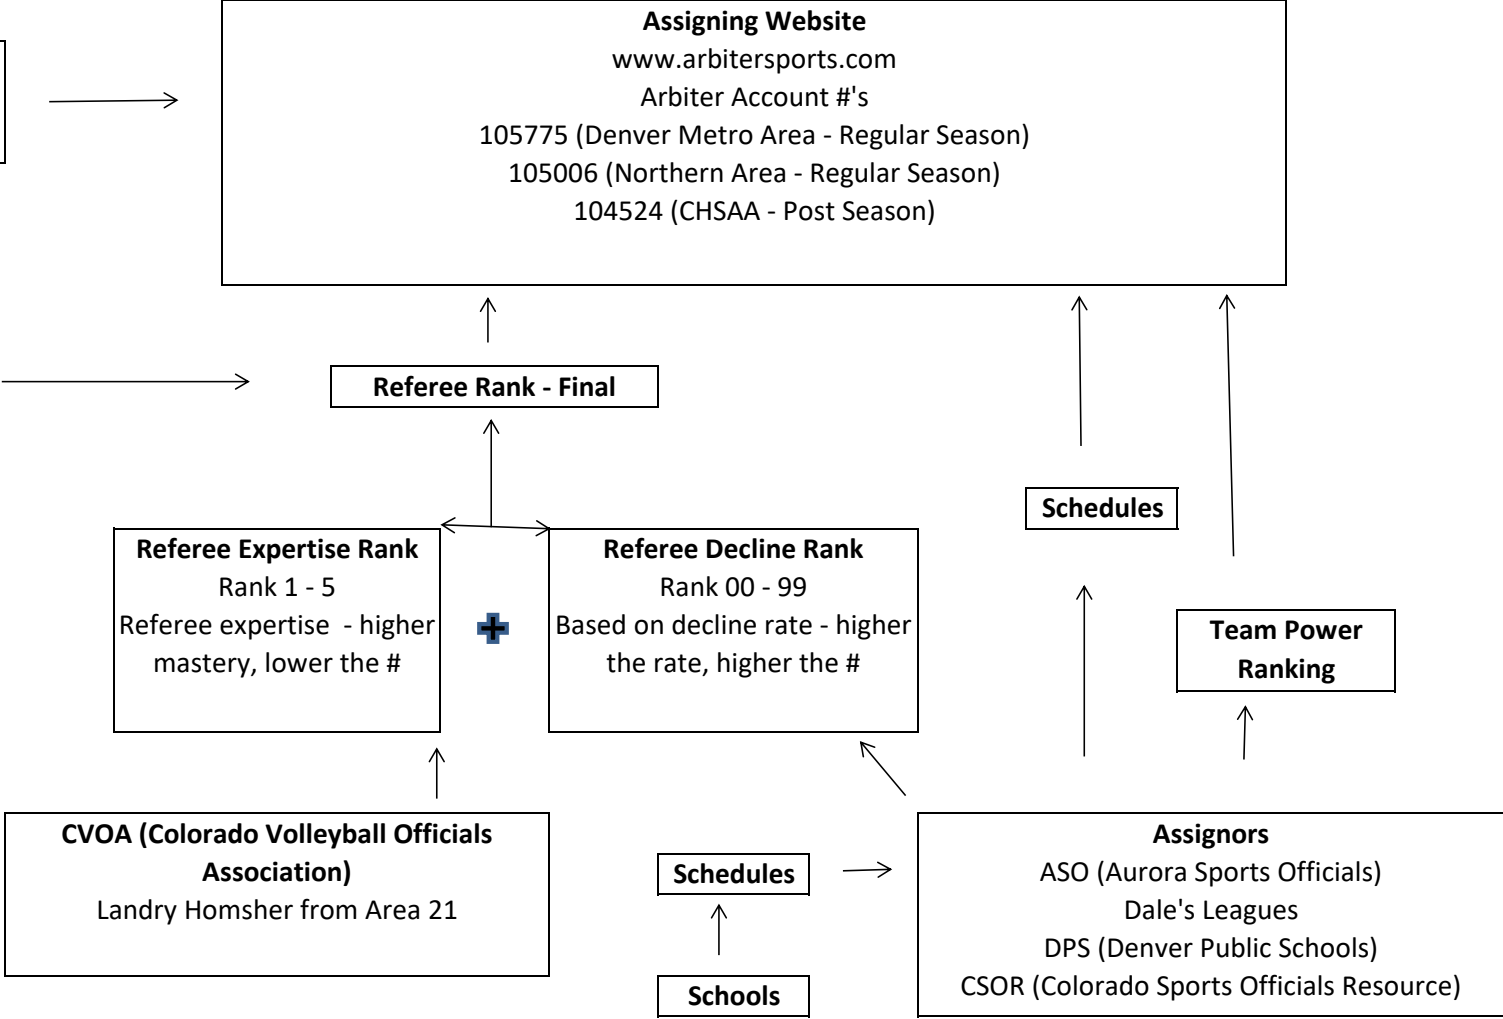 Assigning Website
www.arbitersports.com
Arbiter Account #'s
105775 (Denver Metro Area - Regular Season)
105006 (Northern Area - Regular Season)
104524 (CHSAA - Post Season)
Referee Rank - Final
Schedules
Referee Expertise Rank
Rank 1 - 5
Referee expertise  - higher
mastery, lower the #
Referee Decline Rank
Rank 00 - 99
Based on decline rate - higher
the rate, higher the #
Team Power
Ranking
CVOA (Colorado Volleyball Officials
Association)
Landry Homsher from Area 21
Schedules
Schools
Assignors
ASO (Aurora Sports Officials)
Dale's Leagues
DPS (Denver Public Schools)
CSOR (Colorado Sports Officials Resource)